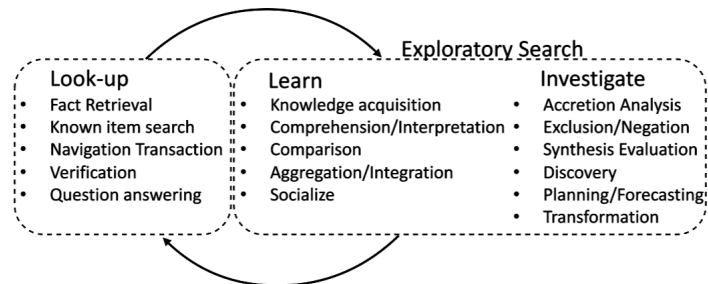 Exploratory Search
Look-up
• Fact Retrieval
• Known item search
• Navigation Transaction
• Verification
• Question answering
Learn
• Knowledge acquisition
• Comprehension/Interpretation
• Comparison
• Aggregation/Integration
• Socialize
Investigate
• Accretion Analysis
• Exclusion/Negation
• Synthesis Evaluation
• Discovery
• Planning/Forecasting
• Transformation